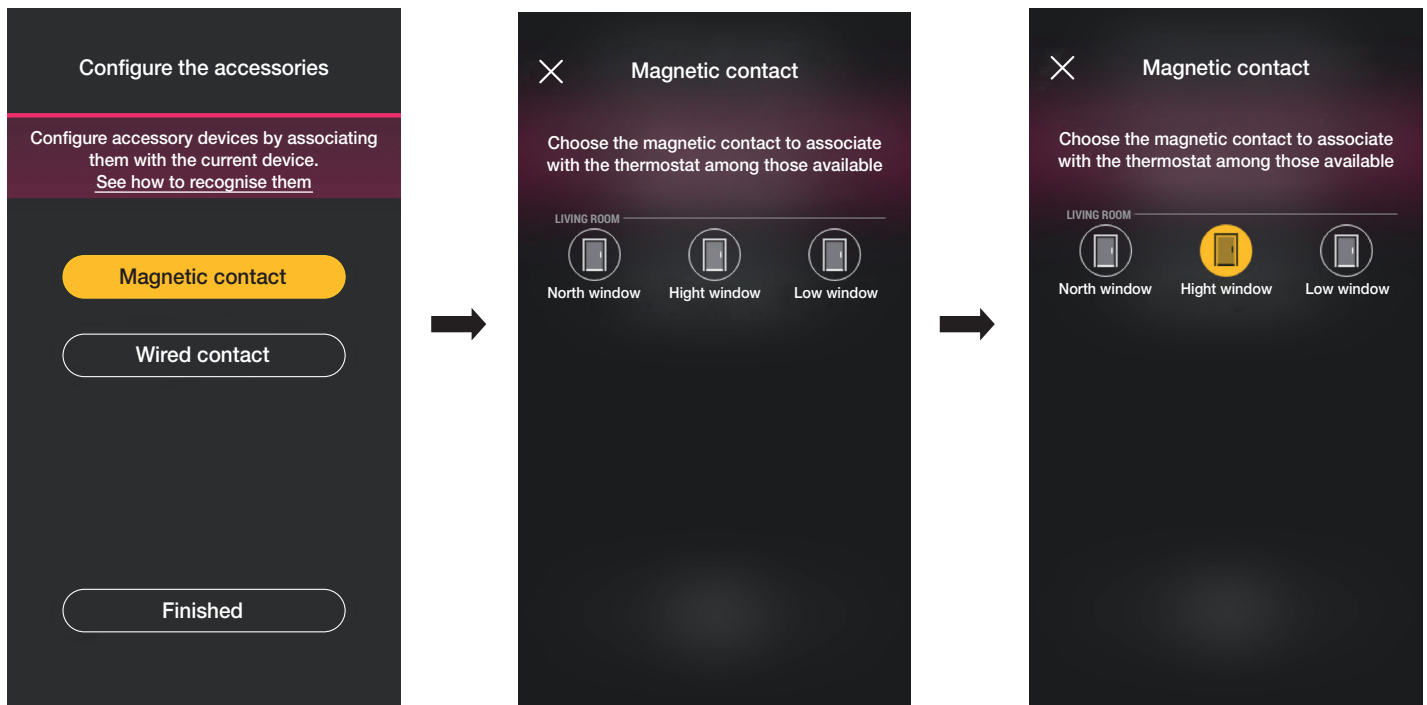 Configure the accessories
Configure accessory devices by associating
them with the current device.
See how to recognise them
Magnetic contact
Wired contact
Finished
Magnetic contact
Choose the magnetic contact to associate
with the thermostat among those available
LIVING ROOM
North window Hight window Low window
Magnetic contact
Choose the magnetic contact to associate
with the thermostat among those available
LIVING ROOM
North window Hight window Low window